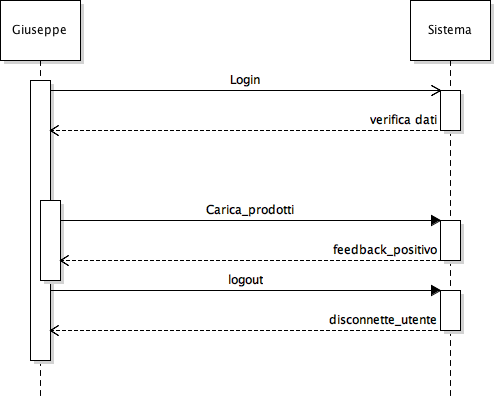 Giuseppe
Sistema
Login
verifica dati
Carica_prodotti
feedback_positivo
logout
disconnette_utente